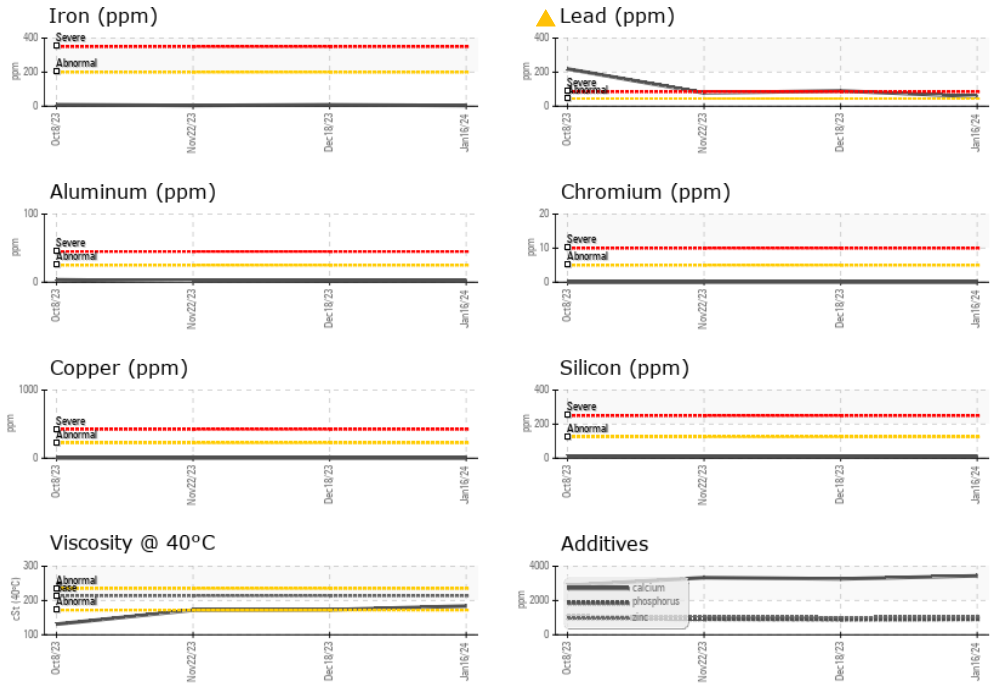 Iron (ppm)
ppm
400
200
0
Severe
Abnormal
Oct8/23
Nov22/23
Dec18/23
Jan16/24
Lead (ppm)
ppm
400
200
0
Severe
Abnormal
Oct8/23
Nov22/23
Dec18/23
Jan16/24
Aluminum (ppm)
ppm
100
0
Severe
Abnormal
Oct8/23
Nov22/23
Dec18/23
Jan16/24
Chromium (ppm)
ppm
20
10
0
Severe
Abnormal
Oct8/23
Nov22/23
Dec18/23
Jan16/24
Copper (ppm)
ppm
1000
0
Severe
Abnormal
Oct8/23
Nov22/23
Dec18/23
Jan16/24
Silicon (ppm)
ppm
400
200
0
Severe
Abnormal
Oct8/23
Nov22/23
Dec18/23
Jan16/24
Viscosity @ 40°C
cSt (40°C)
300
200
100
Abnormal
Base
Abnormal
Oct8/23
Nov22/23
Dec18/23
Jan16/24
Additives
ppm
4000
2000
0
calcium
phosphorus
zinc
Oct8/23
Nov22/23
Dec18/23
Jan16/24